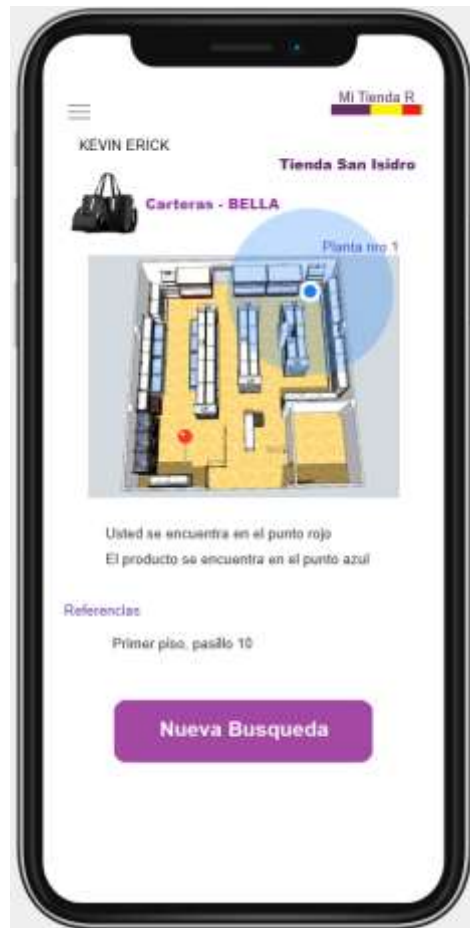 Mi Tienda R
KEVIN ERICK
Tienda San Isidro
Carteras - BELLA
Planta nro 1
Usted se encuentra en el punto rojo
El producto se encuentra en el punto azul
Referencias
Primer piso, pasillo 10
Nueva Busqueda